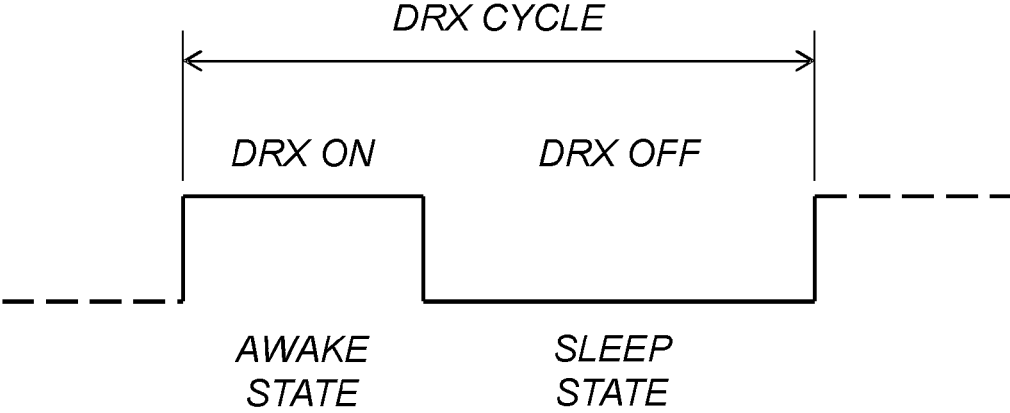 DRX CYCLE
DRX ON
DRX OFF
AWAKE
STATE
SLEEP
STATE